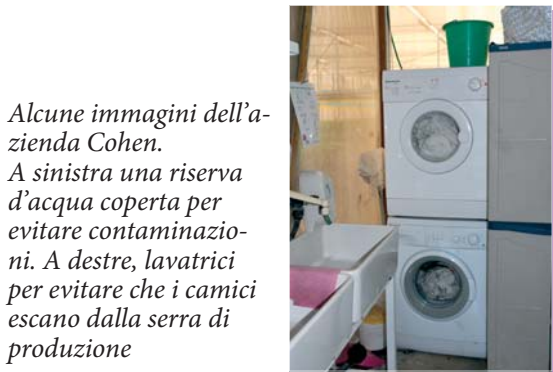 Alcune immagini dell'a-
zienda Cohen.
A sinistra una riserva
d'acqua coperta per
evitare contaminazio-
ni. A destre, lavatrici
per evitare che i camici
escano dalla serra di
produzione